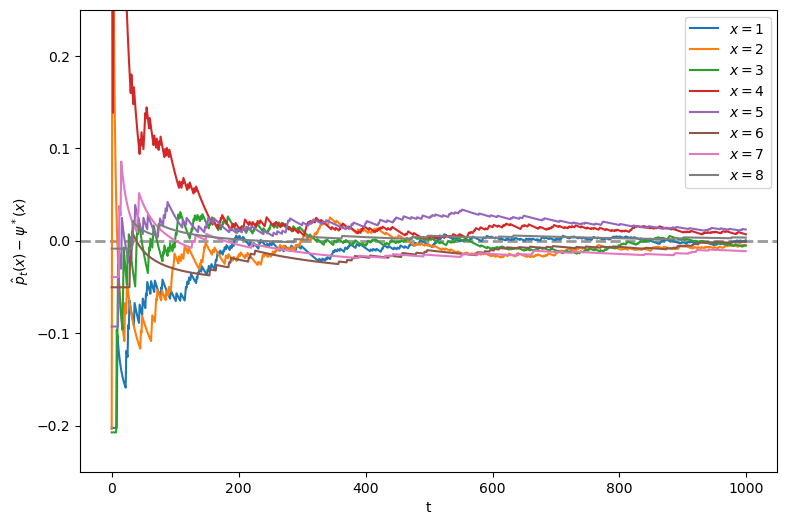 0.2
0.1
0.0
−0.1
−0.2
p̂ₜ(x) − ψ*(x)
0
200
400
600
800
1000
t
x = 1
x = 2
x = 3
x = 4
x = 5
x = 6
x = 7
x = 8